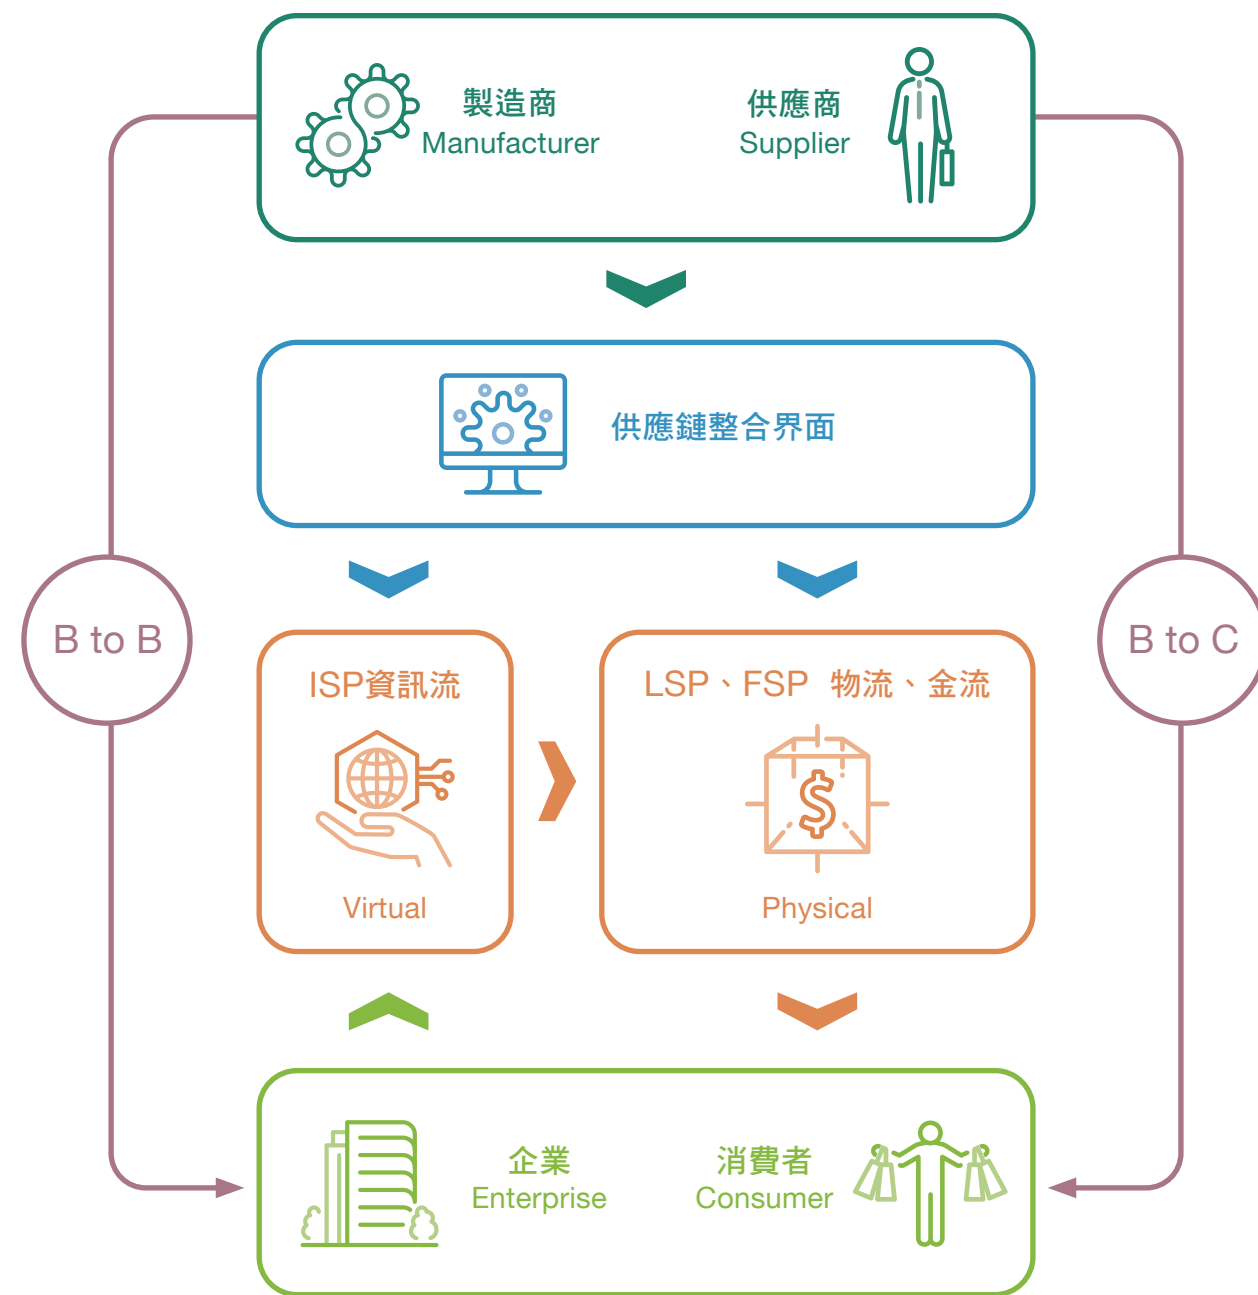 製造商
Manufacturer
供應商
Supplier
供應鏈整合界面
B to B
B to C
ISP資訊流
Virtual
LSP、FSP 物流、金流
Physical
企業
Enterprise
消費者
Consumer